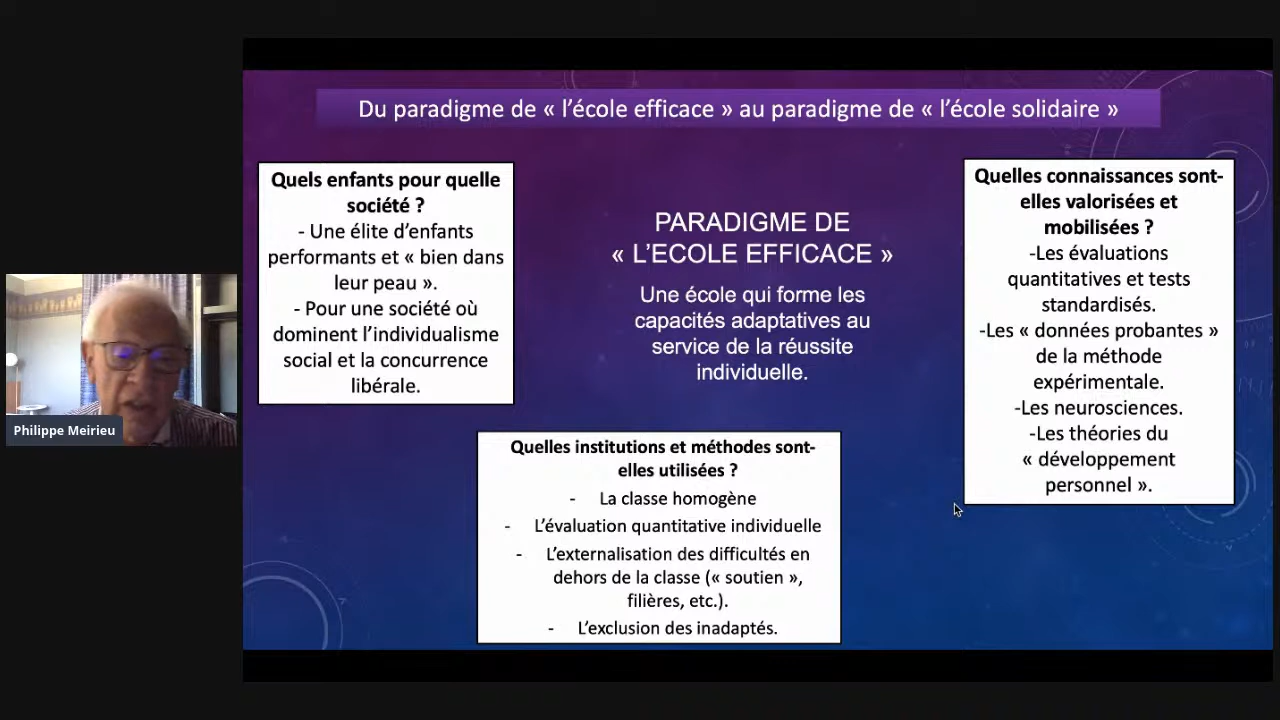 Du paradigme de « l'école efficace » au paradigme de « l'école solidaire »
Quels enfants pour quelle
société ?
- Une élite d'enfants
performants et « bien dans
leur peau ».
- Pour une société où
dominent l'individualisme
social et la concurrence
libérale.
PARADIGME DE
« L'ECOLE EFFICACE »
Une école qui forme les
capacités adaptatives au
service de la réussite
individuelle.
Quelles connaissances sont-
elles valorisées et
mobilisées ?
-Les évaluations
quantitatives et tests
standardisés.
-Les « données probantes »
de la méthode
expérimentale.
-Les neurosciences.
-Les théories du
« développement
personnel ».
Philippe Meirieu
Quelles institutions et méthodes sont-
elles utilisées ?
- La classe homogène
- L'évaluation quantitative individuelle
- L'externalisation des difficultés en
dehors de la classe (« soutien »,
filières, etc.).
- L'exclusion des inadaptés.